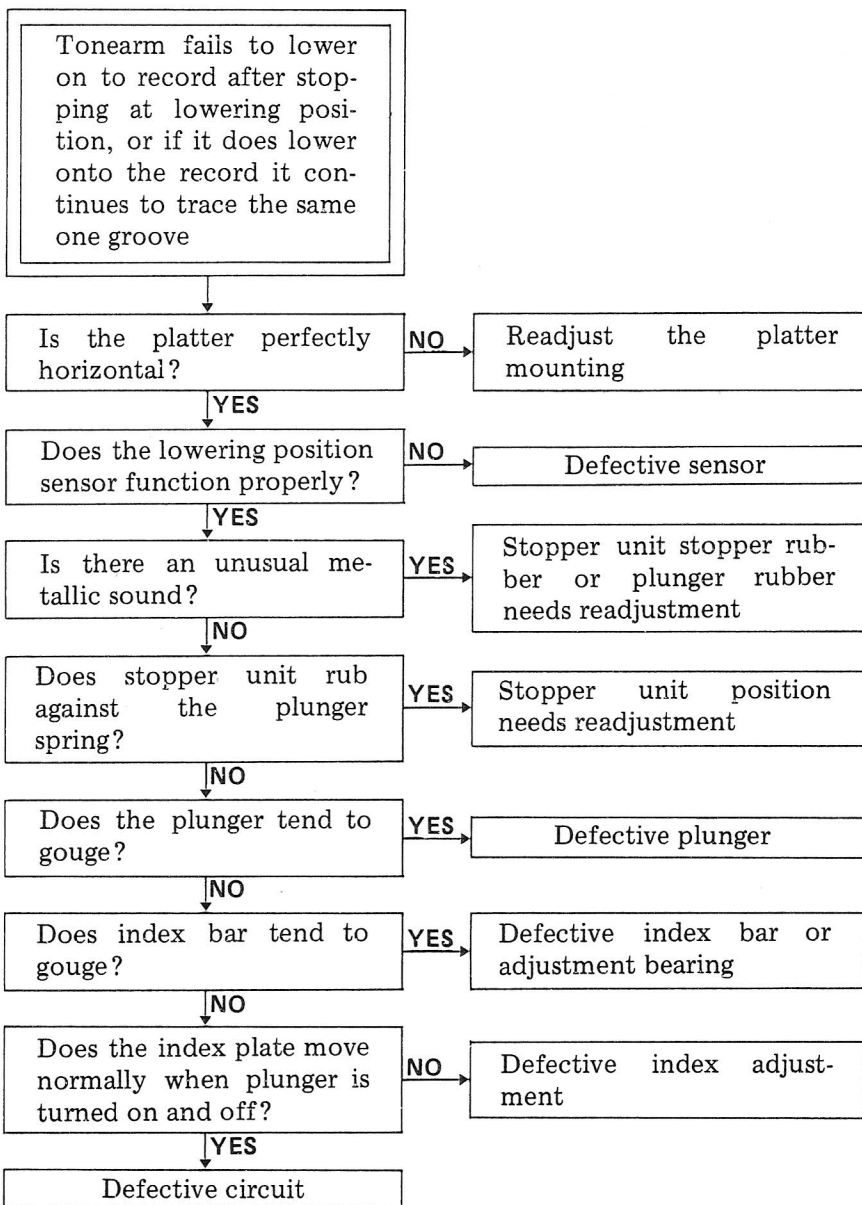 Tonearm fails to lower
on to record after stop-
ping at lowering posi-
tion, or if it does lower
onto the record it con-
tinues to trace the same
one groove
Is the platter perfectly
horizontal?
NO
Readjust the platter
mounting
YES
Does the lowering position
sensor function properly?
NO
Defective sensor
YES
Is there an unusual me-
tallic sound?
YES
Stopper unit stopper rub-
ber or plunger rubber
needs readjustment
NO
Does stopper unit rub
against the plunger
spring?
YES
Stopper unit position
needs readjustment
NO
Does the plunger tend to
gouge?
YES
Defective plunger
NO
Does index bar tend to
gouge?
YES
Defective index bar or
adjustment bearing
NO
Does the index plate move
normally when plunger is
turned on and off?
NO
Defective index adjust-
ment
YES
Defective circuit